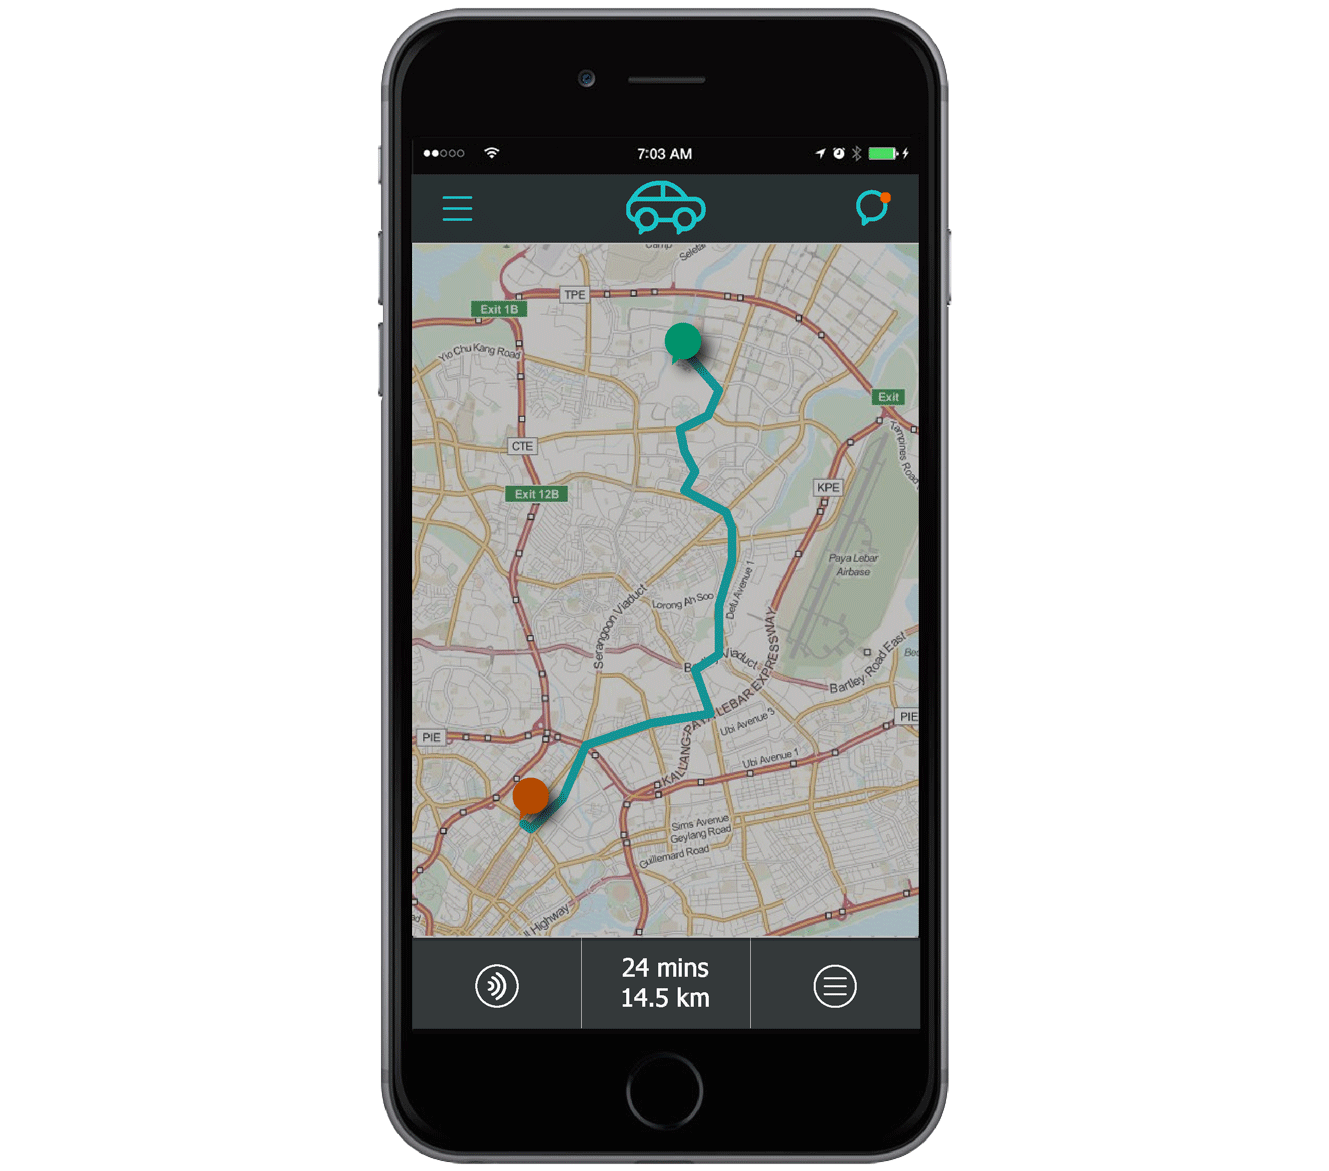 7:03 AM
Camp
TPE
Exit 1B
Yio Chu Kang Road
Exit
Tampines Road
CTE
KPE
Exit 12B
Paya Lebar
Airbase
Defu Avenue 1
Lorong Ah Soo
Serangoon Viaduct
Viaduct
Bartley Road East
KALLANG-PAYA LEBAR EXPRESSWAY
Ubi Avenue 3
PIE
PIE
Ubi Avenue 1
Sims Avenue
Geylang Road
Guillemard Road
Highway
24 mins
14.5 km